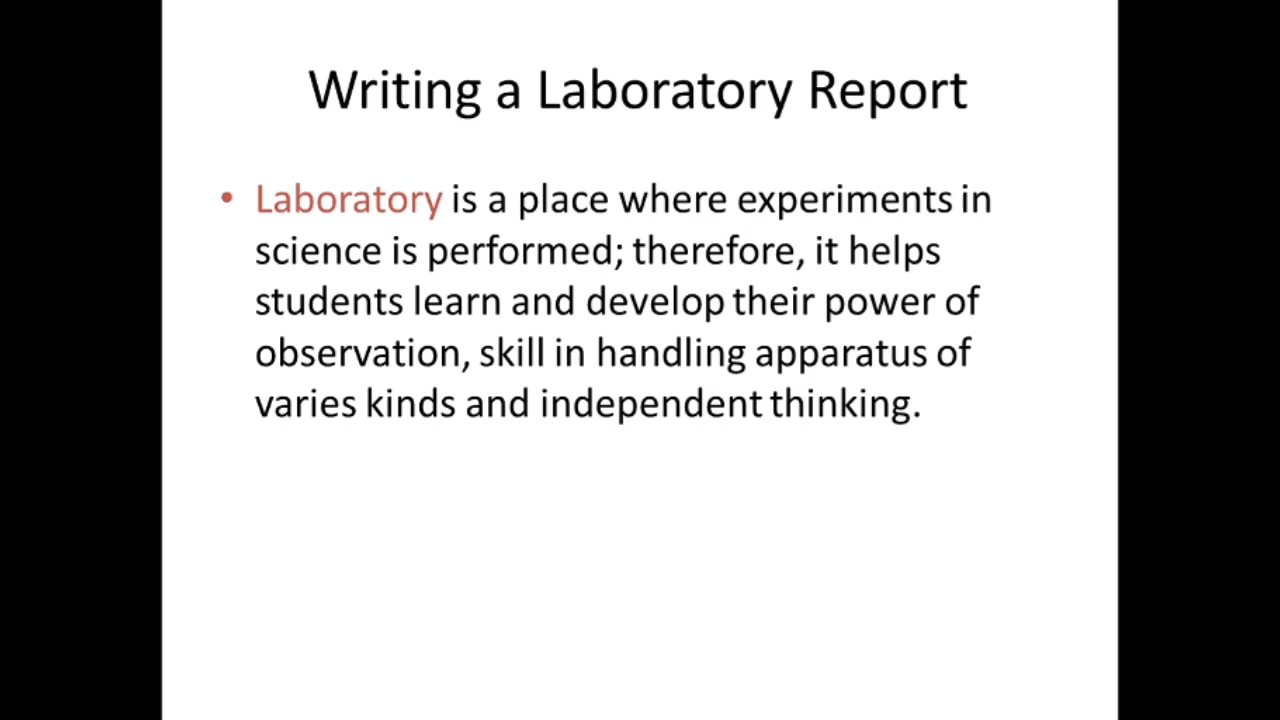 Writing a Laboratory Report
• Laboratory is a place where experiments in
science is performed; therefore, it helps
students learn and develop their power of
observation, skill in handling apparatus of
varies kinds and independent thinking.